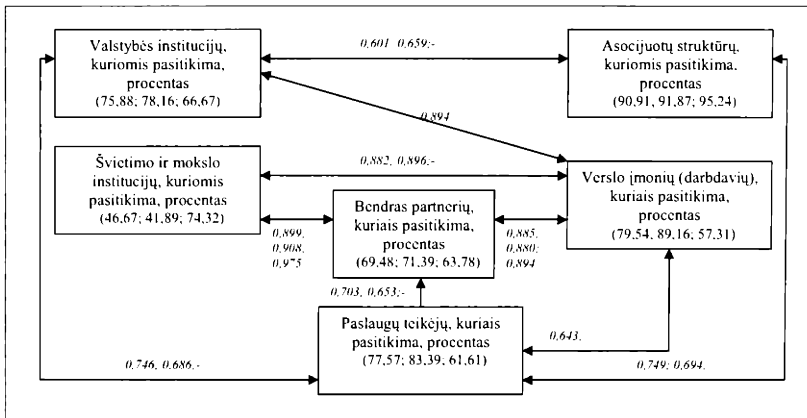 Valstybės institucijų,
kuriomis pasitikima,
procentas
(75,88; 78,16; 66,67)
0,601 0,659;-
Asocijuotų struktūrų,
kuriomis pasitikima.
procentas
(90,91, 91,87; 95,24)
0,894
Švietimo ir mokslo
institucijų, kuriomis
pasitikima, procentas
(46,67; 41,89; 74,32)
0,882, 0,896;-
Verslo įmonių (darbdavių),
kuriais pasitikima,
procentas
(79,54, 89,16; 57,31)
Bendras partnerių,
kuriais pasitikima,
procentas
(69,48; 71,39; 63,78)
0,899,
0,908,
0,975
0,885,
0,880;
0,894
0,703, 0,653;-
Paslaugų teikėjų, kuriais
pasitikima, procentas
(77,57; 83,39; 61,61)
0,643,
0,746, 0,686,-
0,749; 0,694,